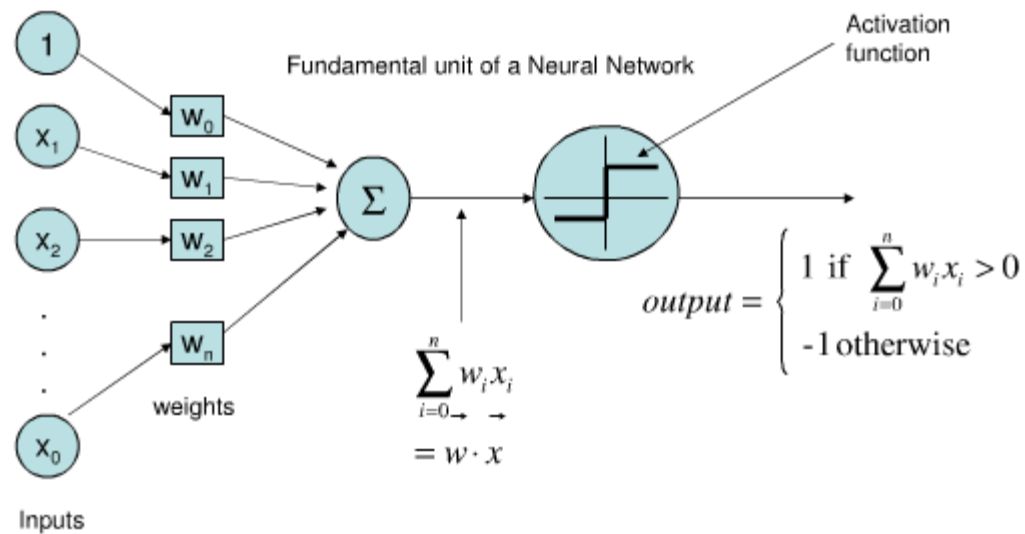 Activation
function
Fundamental unit of a Neural Network
1
x₁
x₂
.
.
.
x₀
Inputs
w₀
w₁
w₂
wₙ
weights
Σ
n
∑ wᵢxᵢ
i=0
= w⃗ · x⃗
output = { 1 if ∑ⁿᵢ₌₀ wᵢxᵢ > 0
-1 otherwise